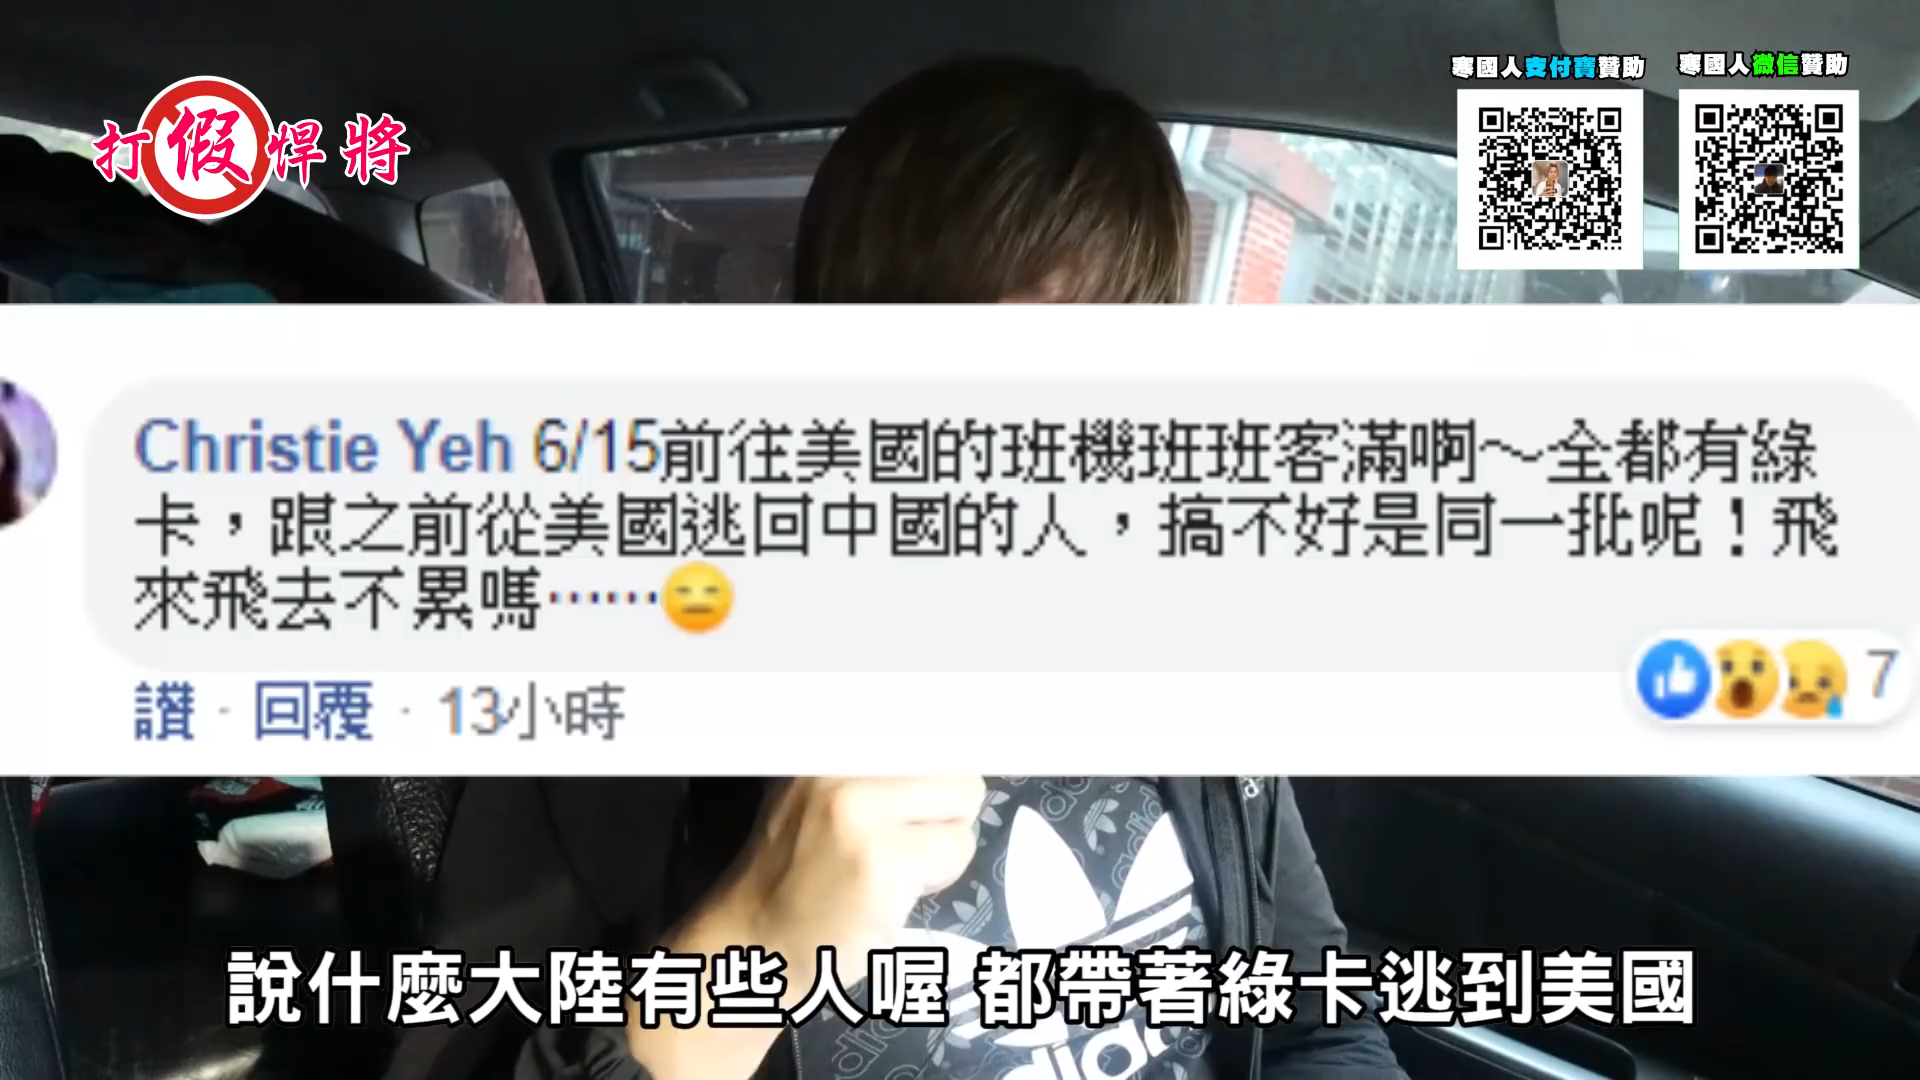 打假悍將
寒國人支付寶贊助
寒國人微信贊助
Christie Yeh 6/15前往美國的班機班班客滿啊～全都有綠
卡，跟之前從美國逃回中國的人，搞不好是同一批呢！飛
來飛去不累嗎⋯⋯😑
讚 · 回覆 · 13小時
7
說什麼大陸有些人喔 都帶著綠卡逃到美國
adidas